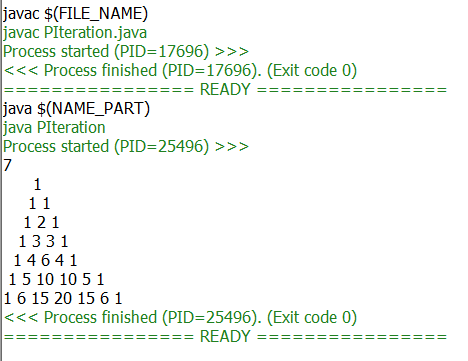 javac $(FILE_NAME)
javac PIteration.java
Process started (PID=17696) >>>
<<< Process finished (PID=17696). (Exit code 0)
================ READY ================
java $(NAME_PART)
java PIteration
Process started (PID=25496) >>>
7
1
1 1
1 2 1
1 3 3 1
1 4 6 4 1
1 5 10 10 5 1
1 6 15 20 15 6 1
<<< Process finished (PID=25496). (Exit code 0)
================ READY ================